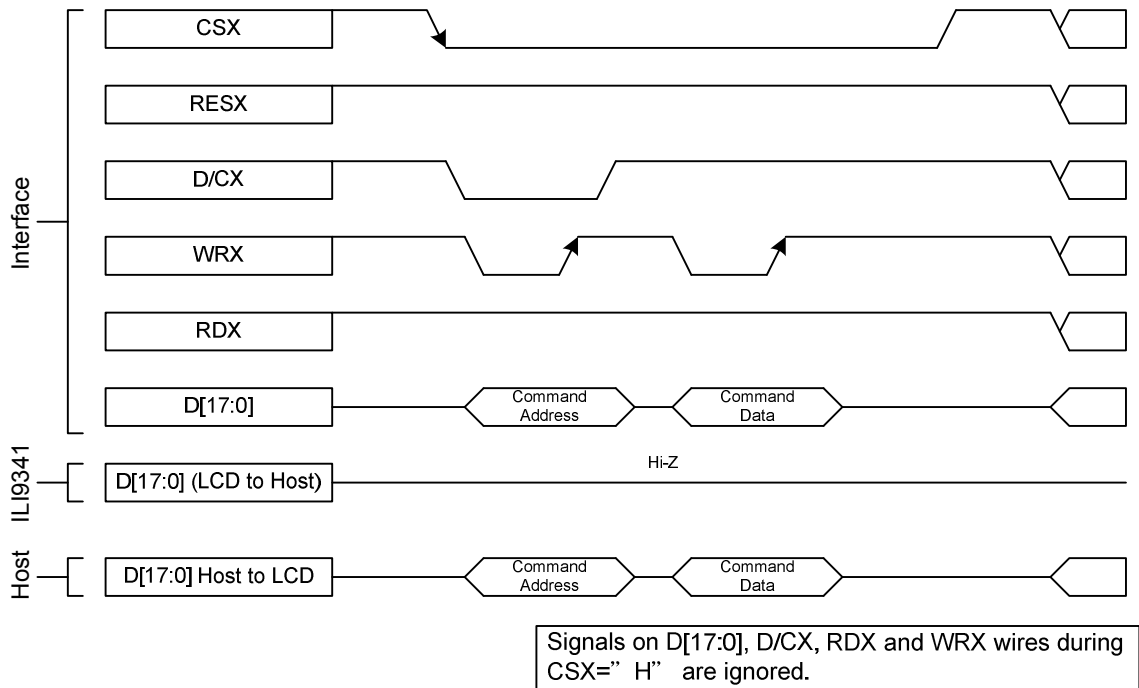 Interface
CSX
RESX
D/CX
WRX
RDX
D[17:0]
Command
Address
Command
Data
ILI9341
D[17:0] (LCD to Host)
Hi-Z
Host
D[17:0] Host to LCD
Command
Address
Command
Data
Signals on D[17:0], D/CX, RDX and WRX wires during
CSX=” H” are ignored.